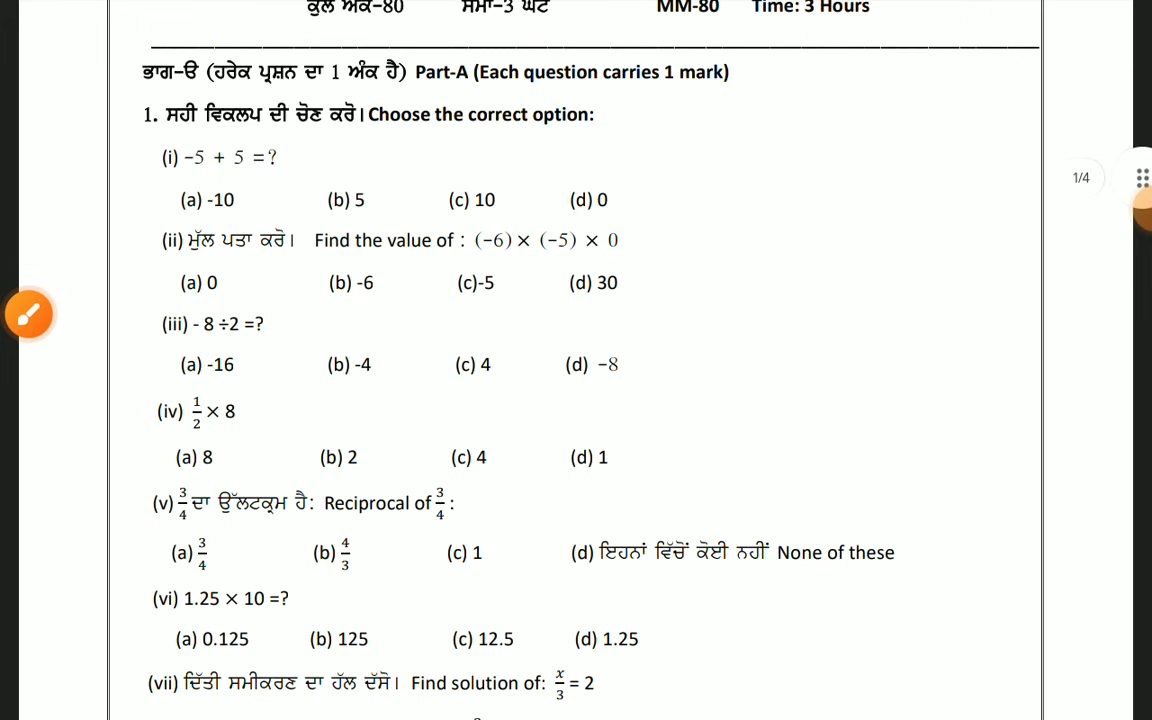 ਕੁੱਲ ਅੰਕ-80 ਸਮਾਂ-3 ਘੰਟੇ MM-80 Time: 3 Hours
ਭਾਗ-ੳ (ਹਰੇਕ ਪ੍ਰਸ਼ਨ ਦਾ 1 ਅੰਕ ਹੈ) Part-A (Each question carries 1 mark)
1. ਸਹੀ ਵਿਕਲਪ ਦੀ ਚੋਣ ਕਰੋ। Choose the correct option:
1/4
(i) −5 + 5 =?
(a) -10 (b) 5 (c) 10 (d) 0
(ii) ਮੁੱਲ ਪਤਾ ਕਰੋ। Find the value of : (−6) × (−5) × 0
(a) 0 (b) -6 (c)-5 (d) 30
(iii) - 8 ÷2 =?
(a) -16 (b) -4 (c) 4 (d) −8
(iv) 1/2 × 8
(a) 8 (b) 2 (c) 4 (d) 1
(v) 3/4 ਦਾ ਉੱਲਟਕ੍ਰਮ ਹੈ: Reciprocal of 3/4 :
(a) 3/4 (b) 4/3 (c) 1 (d) ਇਹਨਾਂ ਵਿੱਚੋਂ ਕੋਈ ਨਹੀਂ None of these
(vi) 1.25 × 10 =?
(a) 0.125 (b) 125 (c) 12.5 (d) 1.25
(vii) ਦਿੱਤੀ ਸਮੀਕਰਣ ਦਾ ਹੱਲ ਦੱਸੋ। Find solution of: x/3 = 2